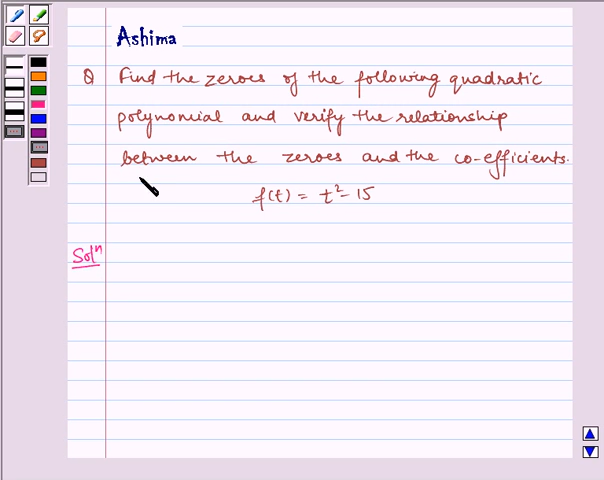 Ashima
Q Find the zeroes of the following quadratic
polynomial and verify the relationship
between the zeroes and the co-efficients.
f(t) = t² - 15
Solⁿ